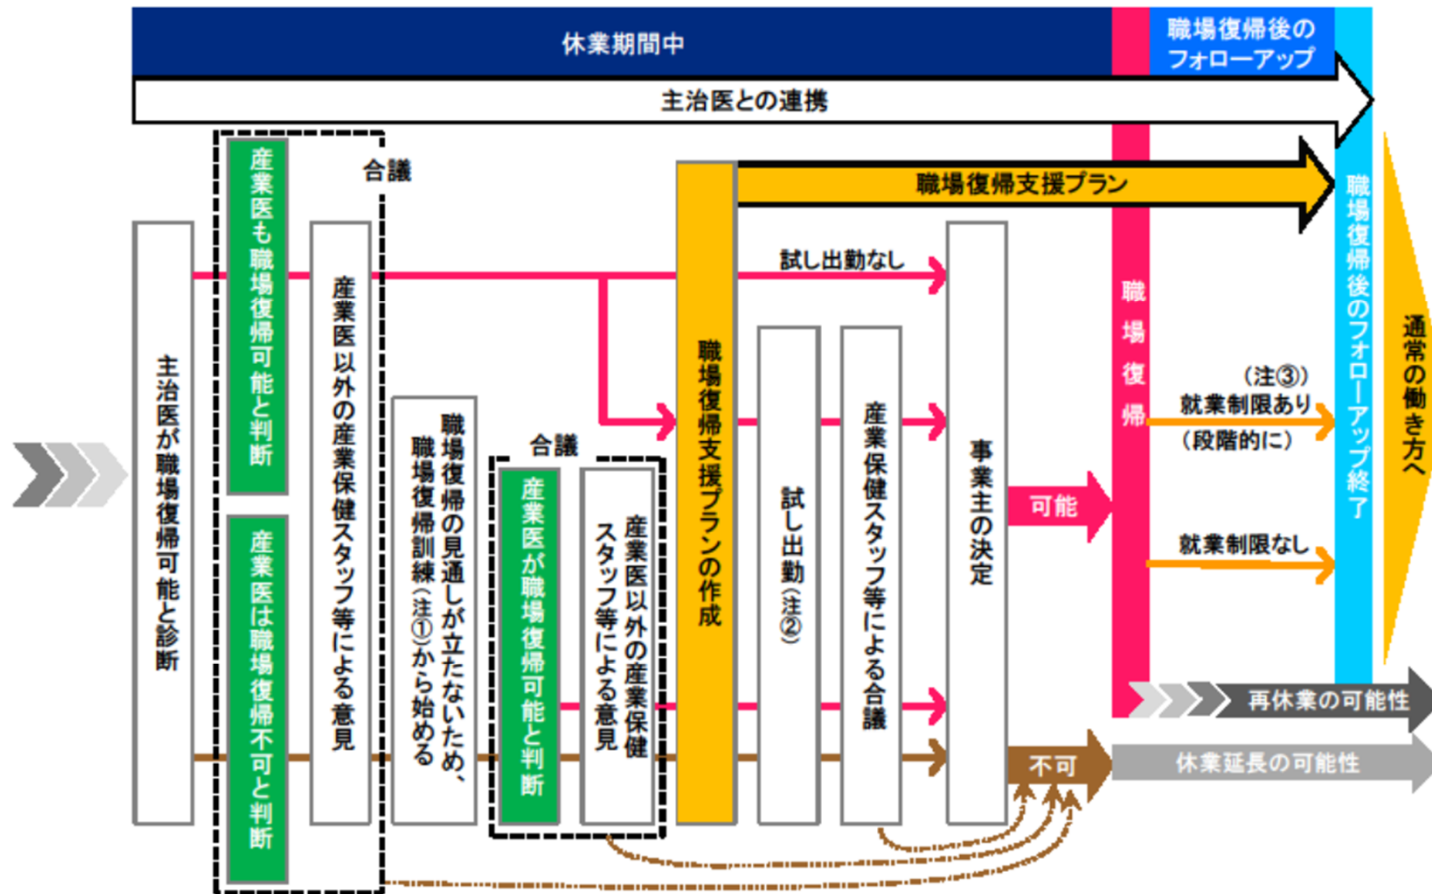 休業期間中
職場復帰後の
フォローアップ
主治医との連携
合議
職場復帰支援プラン
主治医が職場復帰可能と診断
産業医も職場復帰可能と判断
産業医は職場復帰不可と判断
産業医以外の産業保健スタッフ等による意見
職場復帰の見通しが立たないため、
職場復帰訓練（注①）から始める
合議
産業医が職場復帰可能と判断
産業医以外の産業保健
スタッフ等による意見
職場復帰支援プランの作成
試し出勤なし
試し出勤（注②）
産業保健スタッフ等による合議
事業主の決定
可能
不可
職場復帰
（注③）
就業制限あり
（段階的に）
就業制限なし
職場復帰後のフォローアップ終了
通常の働き方へ
再休業の可能性
休業延長の可能性